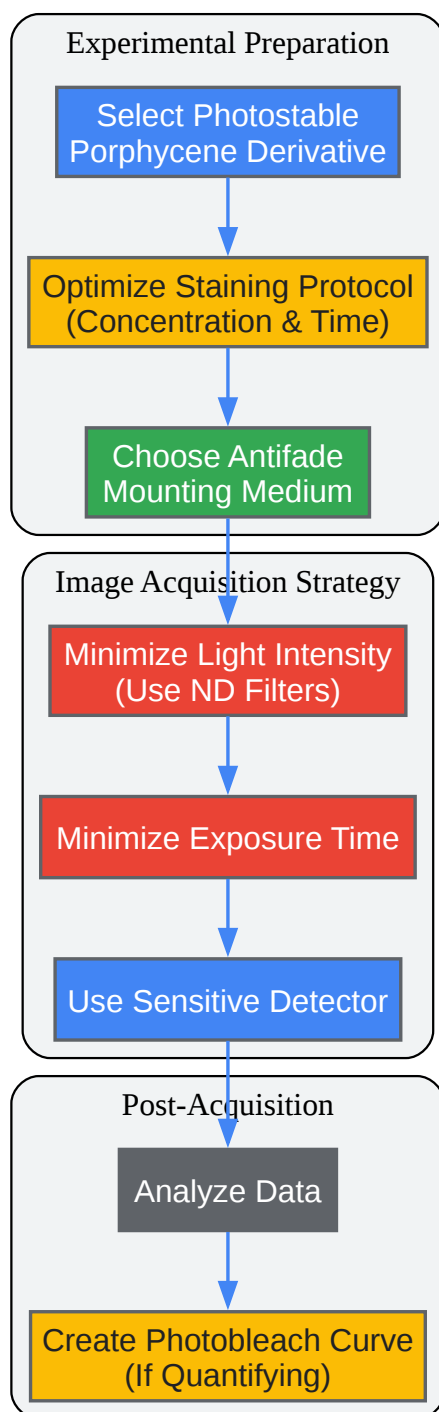 Experimental Preparation
Select Photostable
Porphycene Derivative
Optimize Staining Protocol
(Concentration & Time)
Choose Antifade
Mounting Medium
Image Acquisition Strategy
Minimize Light Intensity
(Use ND Filters)
Minimize Exposure Time
Use Sensitive Detector
Post-Acquisition
Analyze Data
Create Photobleach Curve
(If Quantifying)